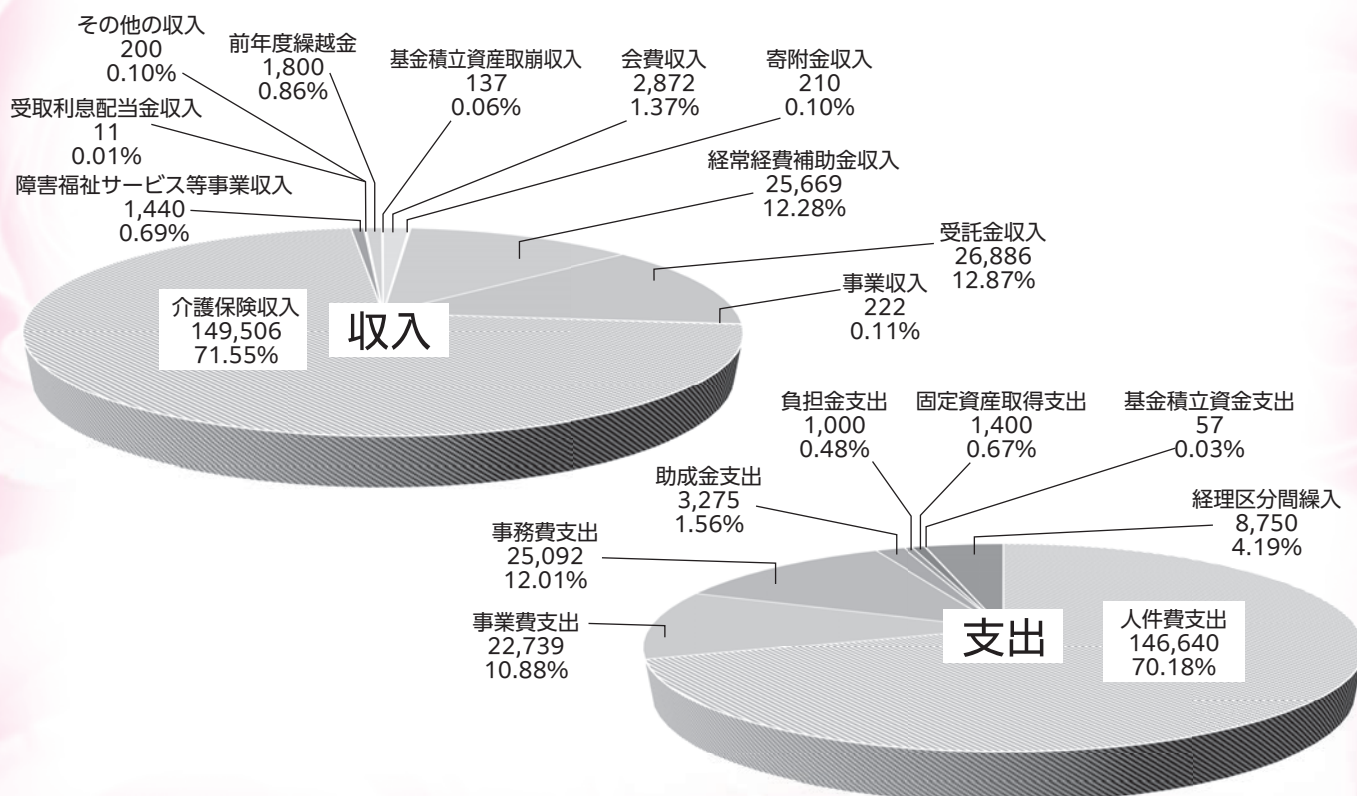 その他の収入
200
0.10%
前年度繰越金
1,800
0.86%
基金積立資産取崩収入
137
0.06%
会費収入
2,872
1.37%
寄附金収入
210
0.10%
受取利息配当金収入
11
0.01%
障害福祉サービス等事業収入
1,440
0.69%
経常経費補助金収入
25,669
12.28%
受託金収入
26,886
12.87%
事業収入
222
0.11%
介護保険収入
149,506
71.55%
収入
負担金支出
1,000
0.48%
固定資産取得支出
1,400
0.67%
基金積立資金支出
57
0.03%
助成金支出
3,275
1.56%
経理区分間繰入
8,750
4.19%
事務費支出
25,092
12.01%
事業費支出
22,739
10.88%
支出
人件費支出
146,640
70.18%